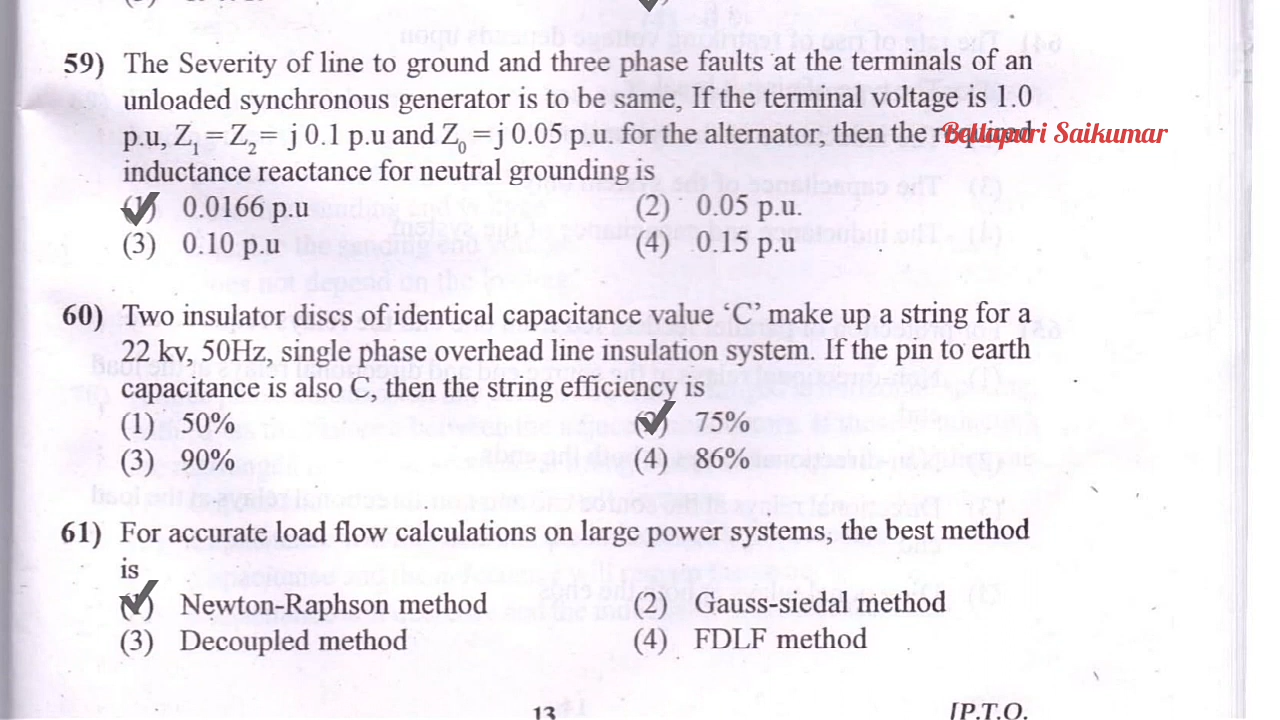 59) The Severity of line to ground and three phase faults at the terminals of an
unloaded synchronous generator is to be same. If the terminal voltage is 1.0
p.u, Z₁ = Z₂ = j 0.1 p.u and Z₀ = j 0.05 p.u. for the alternator, then the required
Bellapuri Saikumar
inductance reactance for neutral grounding is
(1) 0.0166 p.u (2) 0.05 p.u.
(3) 0.10 p.u (4) 0.15 p.u
60) Two insulator discs of identical capacitance value ‘C’ make up a string for a
22 kv, 50Hz, single phase overhead line insulation system. If the pin to earth
capacitance is also C, then the string efficiency is
(1) 50% (2) 75%
(3) 90% (4) 86%
61) For accurate load flow calculations on large power systems, the best method
is
(1) Newton-Raphson method (2) Gauss-siedal method
(3) Decoupled method (4) FDLF method
13 [P.T.O.